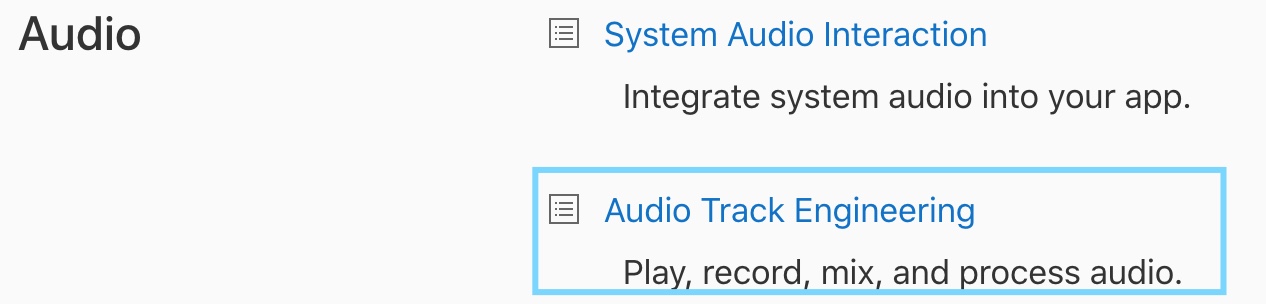 Audio
System Audio Interaction
Integrate system audio into your app.
Audio Track Engineering
Play, record, mix, and process audio.